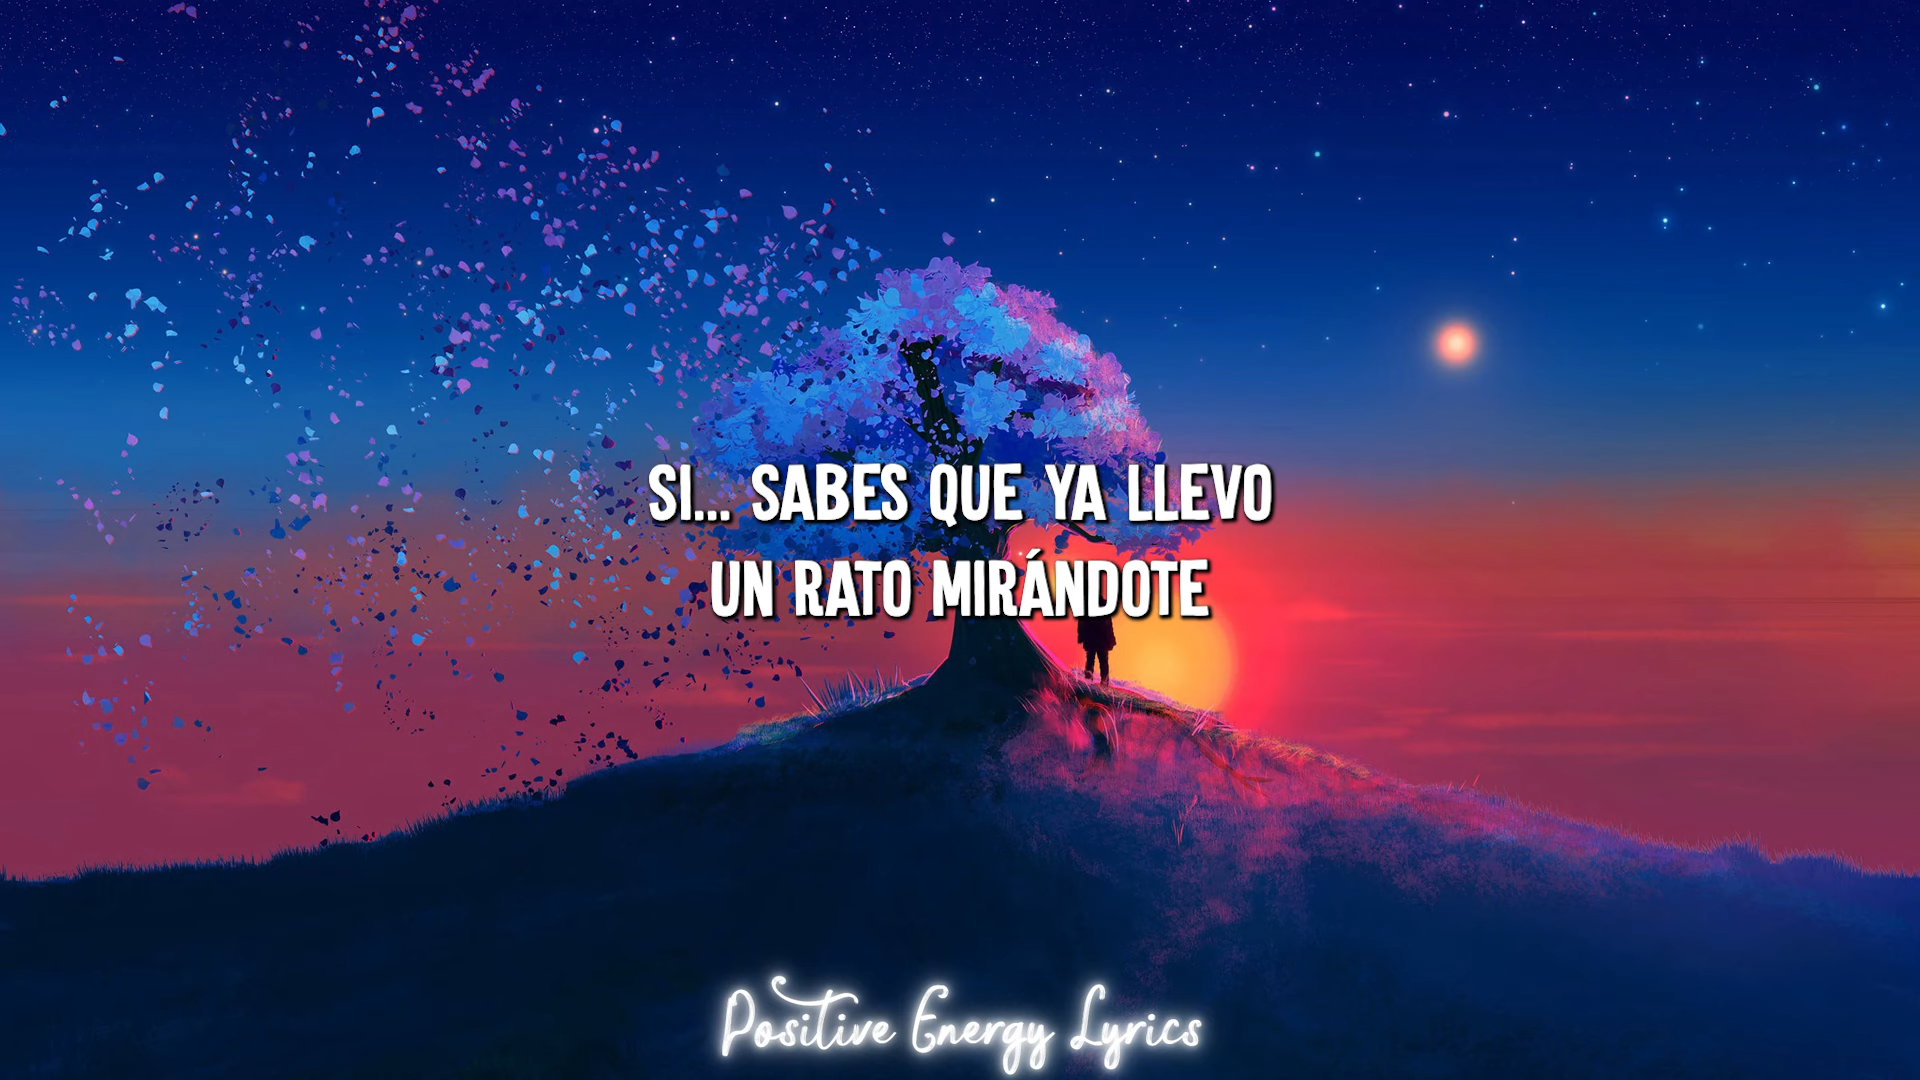 SI... SABES QUE YA LLEVO
UN RATO MIRÁNDOTE
Positive Energy Lyrics